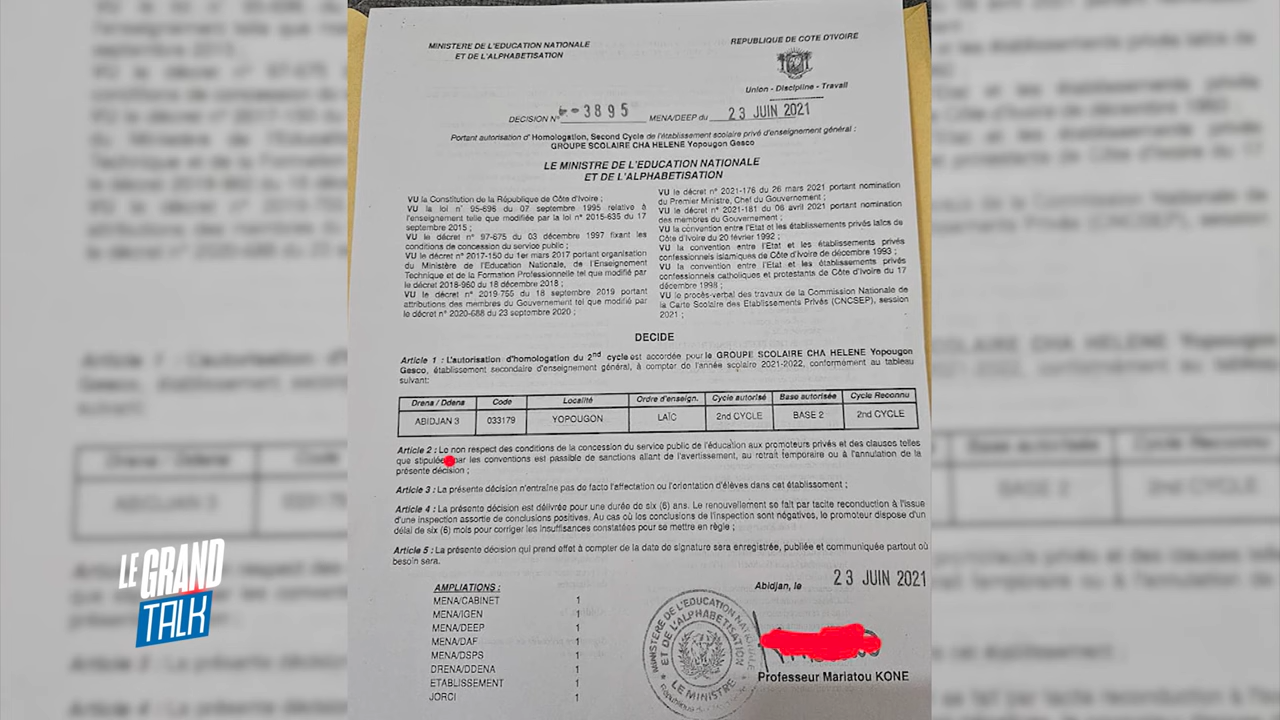 MINISTERE DE L'EDUCATION NATIONALE
ET DE L'ALPHABETISATION
REPUBLIQUE DE COTE D'IVOIRE
Union - Discipline - Travail
DECISION N° 3895 MENA/DEEP du 23 JUIN 2021
Portant autorisation d'Homologation, Second Cycle de l'établissement scolaire privé d'enseignement général :
GROUPE SCOLAIRE CHA HELENE Yopougon Gesco
LE MINISTRE DE L'EDUCATION NATIONALE
ET DE L'ALPHABETISATION
VU la Constitution de la République de Côte d'Ivoire ;
VU la loi n° 95-696 du 07 septembre 1995 relative à
l'enseignement telle que modifiée par la loi n° 2015-635 du 17
septembre 2015 ;
VU le décret n° 97-675 du 03 décembre 1997 fixant les
conditions de concession du service public ;
VU le décret n° 2017-150 du 1er mars 2017 portant organisation
du Ministère de l'Education Nationale, de l'Enseignement
Technique et de la Formation Professionnelle tel que modifié par
le décret 2018-960 du 18 décembre 2018 ;
VU le décret n° 2019-755 du 18 septembre 2019 portant
attributions des membres du Gouvernement tel que modifié par
le décret n° 2020-688 du 23 septembre 2020 ;
VU le décret n° 2021-176 du 26 mars 2021 portant nomination
du Premier Ministre, Chef du Gouvernement ;
VU le décret n° 2021-181 du 06 avril 2021 portant nomination
des membres du Gouvernement ;
VU la convention entre l'Etat et les établissements privés laïcs de
Côte d'Ivoire du 20 février 1992 ;
VU la convention entre l'Etat et les établissements privés
confessionnels islamiques de Côte d'Ivoire de décembre 1993 ;
VU la convention entre l'Etat et les établissements privés
confessionnels catholiques et protestants de Côte d'Ivoire du 17
décembre 1998 ;
VU le procès-verbal des travaux de la Commission Nationale de
la Carte Scolaire des Etablissements Privés (CNCSEP), session
2021 ;
DECIDE
Article 1 : L'autorisation d'homologation du 2nd cycle est accordée pour le GROUPE SCOLAIRE CHA HELENE Yopougon
Gesco, établissement secondaire d'enseignement général, à compter de l'année scolaire 2021-2022, conformément au tableau
suivant:
Drena / Ddena Code Localité Ordre d'enseign. Cycle autorisé Base autorisée Cycle Reconnu
ABIDJAN 3 033179 YOPOUGON LAÏC 2nd CYCLE BASE 2 2nd CYCLE
Article 2 : Le non respect des conditions de la concession du service public de l'éducation aux promoteurs privés et des clauses telles
que stipulées par les conventions est passible de sanctions allant de l'avertissement, au retrait temporaire ou à l'annulation de la
présente décision ;
Article 3 : La présente décision n'entraîne pas de facto l'affectation ou l'orientation d'élèves dans cet établissement ;
Article 4 : La présente décision est délivrée pour une durée de six (6) ans. Le renouvellement se fait par tacite reconduction à l'issue
d'une inspection assortie de conclusions positives. Au cas où les conclusions de l'inspection sont négatives, le promoteur dispose d'un
délai de six (6) mois pour corriger les insuffisances constatées pour se mettre en règle ;
Article 5 : La présente décision qui prend effet à compter de la date de signature sera enregistrée, publiée et communiquée partout où
besoin sera.
AMPLIATIONS :
MENA/CABINET 1
MENA/IGEN 1
MENA/DEEP 1
MENA/DAF 1
MENA/DSPS 1
DRENA/DDENA 1
ETABLISSEMENT 1
JORCI 1
Abidjan, le 23 JUIN 2021
MINISTERE DE L'EDUCATION NATIONALE
ET DE L'ALPHABETISATION
LE MINISTRE
Professeur Mariatou KONE
LE GRAND
TALK